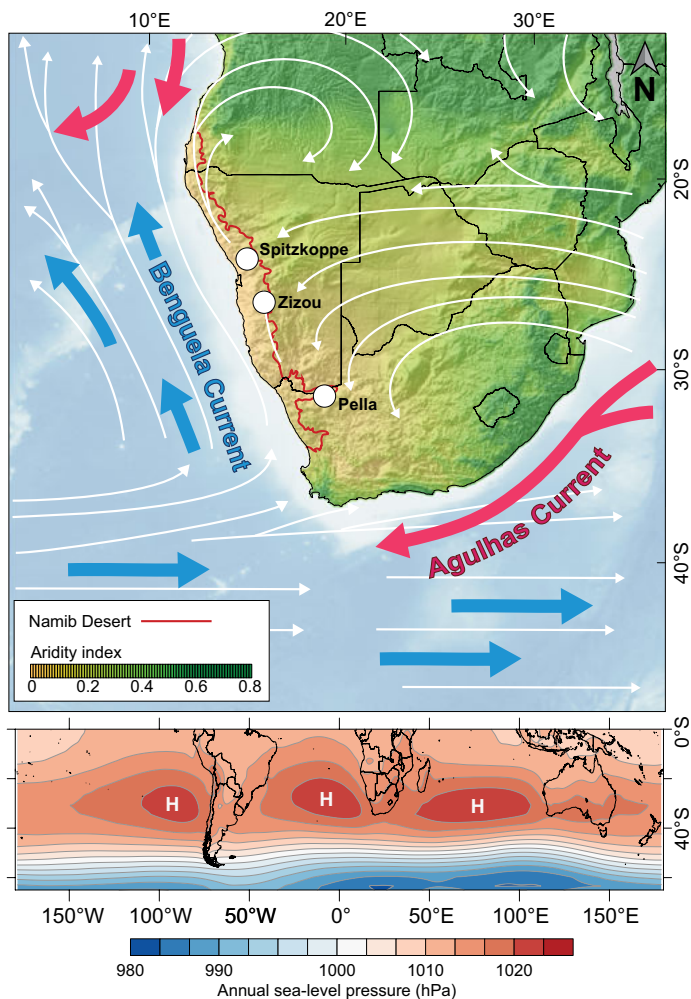 10°E 20°E 30°E
N
20°S
Spitzkoppe
Zizou
Benguela Current
30°S
Pella
Agulhas Current
40°S
Namib Desert
Aridity index
0 0.2 0.4 0.6 0.8
0°S
H H H
40°S
150°W 100°W 50°W 0° 50°E 100°E 150°E
980 990 1000 1010 1020
Annual sea-level pressure (hPa)